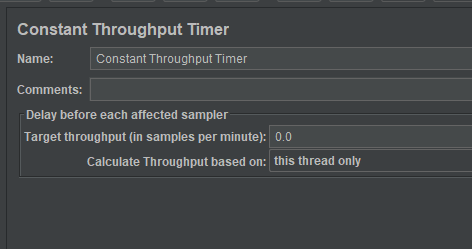 Constant Throughput Timer
Name: Constant Throughput Timer
Comments:
Delay before each affected sampler
Target throughput (in samples per minute): 0.0
Calculate Throughput based on: this thread only